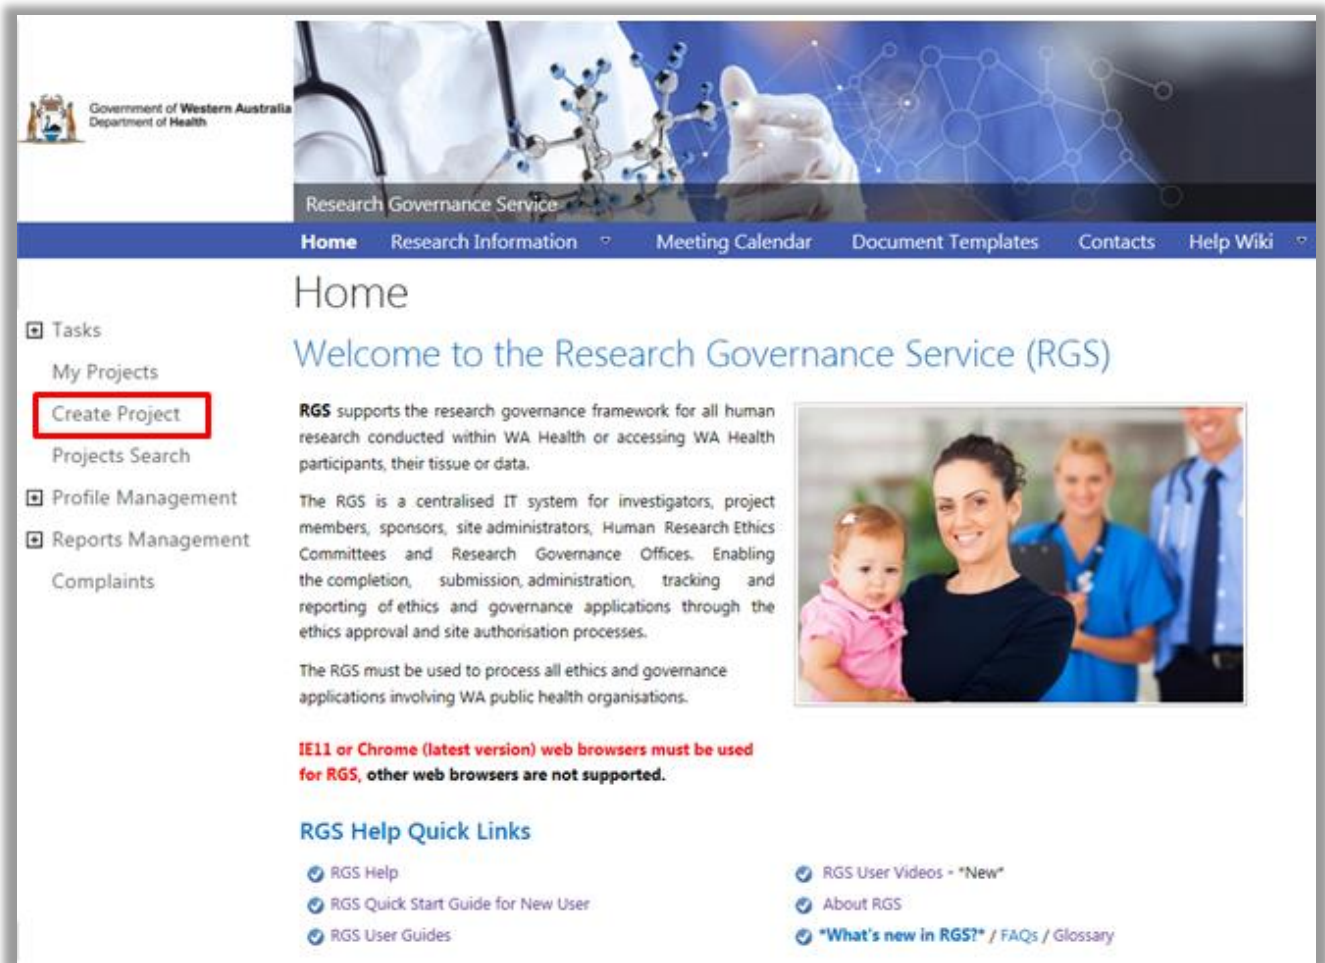 Government of Western Australia
Department of Health
Research Governance Service
Home Research Information Meeting Calendar Document Templates Contacts Help Wiki
Home
Tasks
My Projects
Create Project
Projects Search
Profile Management
Reports Management
Complaints
Welcome to the Research Governance Service (RGS)
RGS supports the research governance framework for all human
research conducted within WA Health or accessing WA Health
participants, their tissue or data.
The RGS is a centralised IT system for investigators, project
members, sponsors, site administrators, Human Research Ethics
Committees and Research Governance Offices. Enabling
the completion, submission, administration, tracking and
reporting of ethics and governance applications through the
ethics approval and site authorisation processes.
The RGS must be used to process all ethics and governance
applications involving WA public health organisations.
IE11 or Chrome (latest version) web browsers must be used
for RGS, other web browsers are not supported.
RGS Help Quick Links
RGS Help
RGS Quick Start Guide for New User
RGS User Guides
RGS User Videos - *New*
About RGS
*What's new in RGS?* / FAQs / Glossary